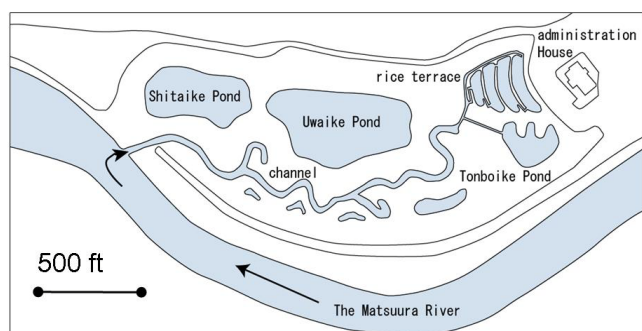 administration
House
rice terrace
Shitaike Pond
Uwaike Pond
channel
Tonboike Pond
500 ft
The Matsuura River